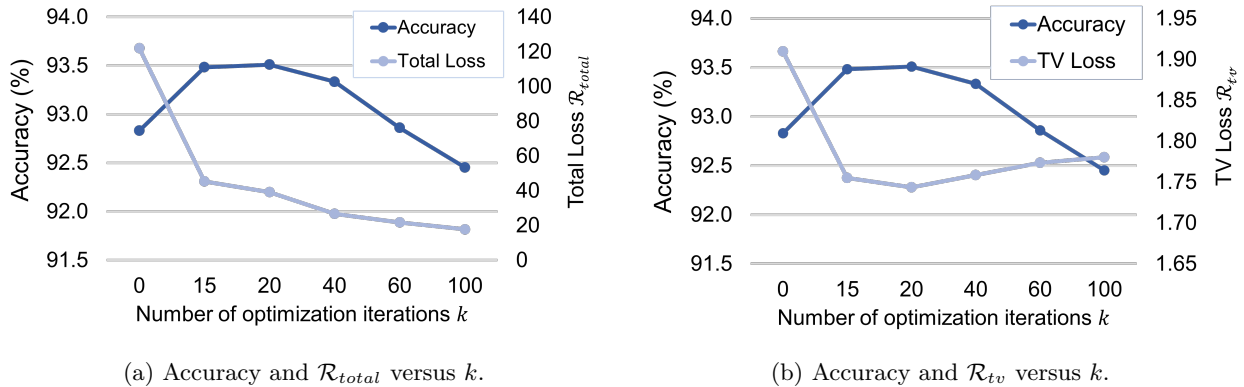 94.0
93.5
93.0
92.5
92.0
91.5
Accuracy (%)
Accuracy
Total Loss
140
120
100
80
60
40
20
0
Total Loss R_total
0 15 20 40 60 100
Number of optimization iterations k
(a) Accuracy and R_total versus k.
94.0
93.5
93.0
92.5
92.0
91.5
Accuracy (%)
Accuracy
TV Loss
1.95
1.90
1.85
1.80
1.75
1.70
1.65
TV Loss R_tv
0 15 20 40 60 100
Number of optimization iterations k
(b) Accuracy and R_tv versus k.